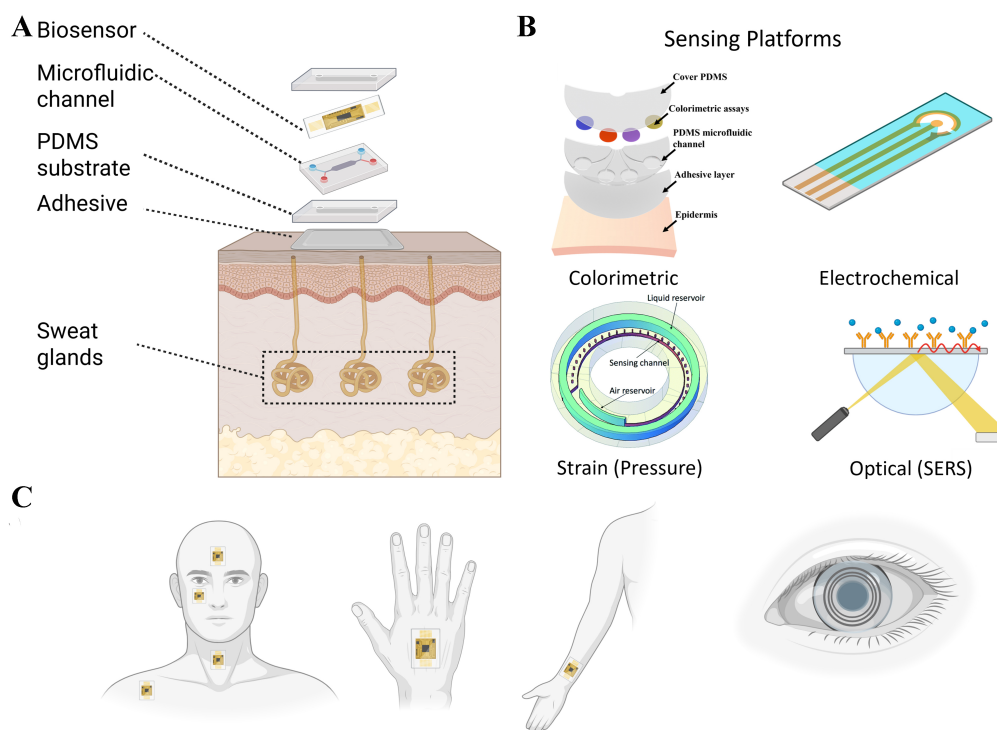 A
Biosensor
Microfluidic
channel
PDMS
substrate
Adhesive
Sweat
glands
B
Sensing Platforms
Cover PDMS
Colorimetric assays
PDMS microfluidic
channel
Adhesive layer
Epidermis
Colorimetric
Electrochemical
Liquid reservoir
Sensing channel
Air reservoir
Strain (Pressure)
Optical (SERS)
C